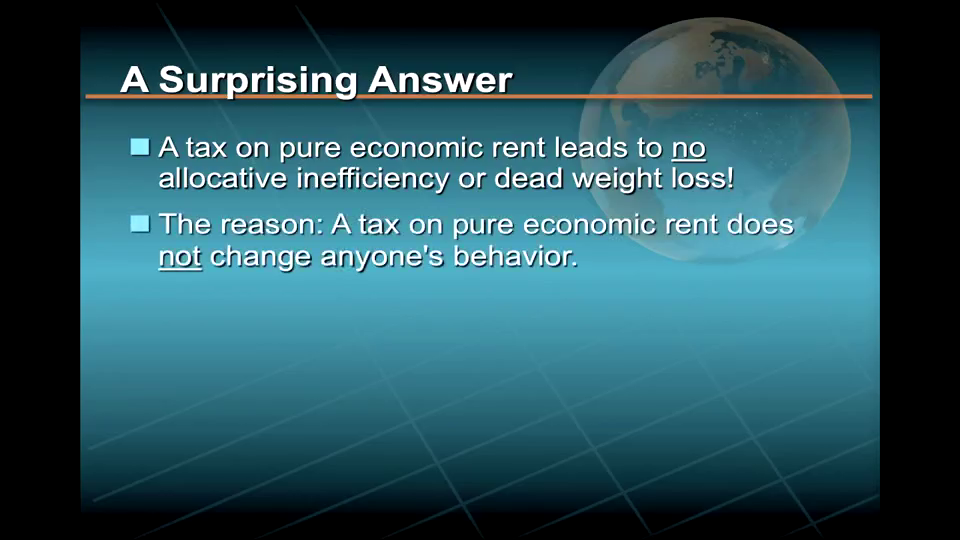 A Surprising Answer
A tax on pure economic rent leads to no
allocative inefficiency or dead weight loss!
The reason: A tax on pure economic rent does
not change anyone's behavior.